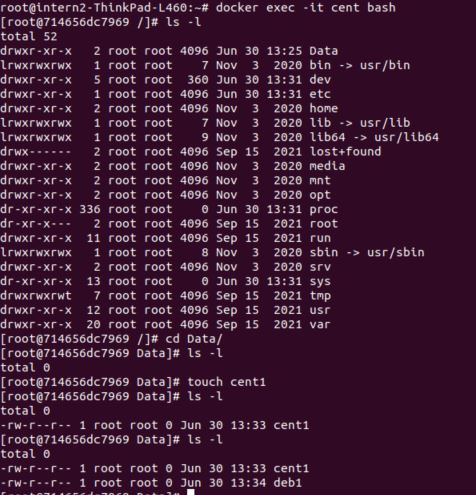 root@intern2-ThinkPad-L460:~# docker exec -it cent bash
[root@714656dc7969 /]# ls -l
total 52
drwxr-xr-x   2 root root 4096 Jun 30 13:25 Data
lrwxrwxrwx   1 root root    7 Nov  3  2020 bin -> usr/bin
drwxr-xr-x   5 root root  360 Jun 30 13:31 dev
drwxr-xr-x   1 root root 4096 Jun 30 13:31 etc
drwxr-xr-x   2 root root 4096 Nov  3  2020 home
lrwxrwxrwx   1 root root    7 Nov  3  2020 lib -> usr/lib
lrwxrwxrwx   1 root root    9 Nov  3  2020 lib64 -> usr/lib64
drwx------   2 root root 4096 Sep 15  2021 lost+found
drwxr-xr-x   2 root root 4096 Nov  3  2020 media
drwxr-xr-x   2 root root 4096 Nov  3  2020 mnt
drwxr-xr-x   2 root root 4096 Nov  3  2020 opt
dr-xr-xr-x 336 root root    0 Jun 30 13:31 proc
dr-xr-x---   2 root root 4096 Sep 15  2021 root
drwxr-xr-x  11 root root 4096 Sep 15  2021 run
lrwxrwxrwx   1 root root    8 Nov  3  2020 sbin -> usr/sbin
drwxr-xr-x   2 root root 4096 Nov  3  2020 srv
dr-xr-xr-x  13 root root    0 Jun 30 13:31 sys
drwxrwxrwt   7 root root 4096 Sep 15  2021 tmp
drwxr-xr-x  12 root root 4096 Sep 15  2021 usr
drwxr-xr-x  20 root root 4096 Sep 15  2021 var
[root@714656dc7969 /]# cd Data/
[root@714656dc7969 Data]# ls -l
total 0
[root@714656dc7969 Data]# touch cent1
[root@714656dc7969 Data]# ls -l
total 0
-rw-r--r-- 1 root root 0 Jun 30 13:33 cent1
[root@714656dc7969 Data]# ls -l
total 0
-rw-r--r-- 1 root root 0 Jun 30 13:33 cent1
-rw-r--r-- 1 root root 0 Jun 30 13:34 deb1
[root@714656dc7969 Data]#